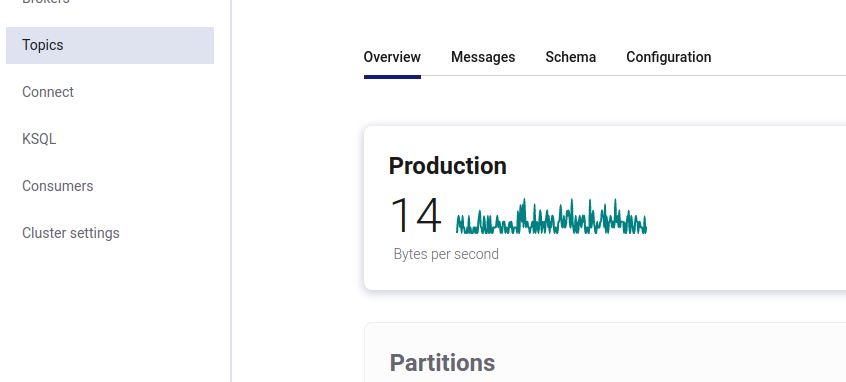 Brokers
Topics
Connect
KSQL
Consumers
Cluster settings
Overview Messages Schema Configuration
Production
14
Bytes per second
Partitions